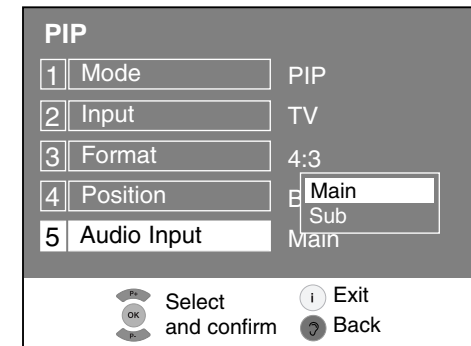 PIP
1 Mode PIP
2 Input TV
3 Format 4:3
4 Position B
Main
Sub
5 Audio Input Main
P+
OK
P-
Select
and confirm
i Exit
Back